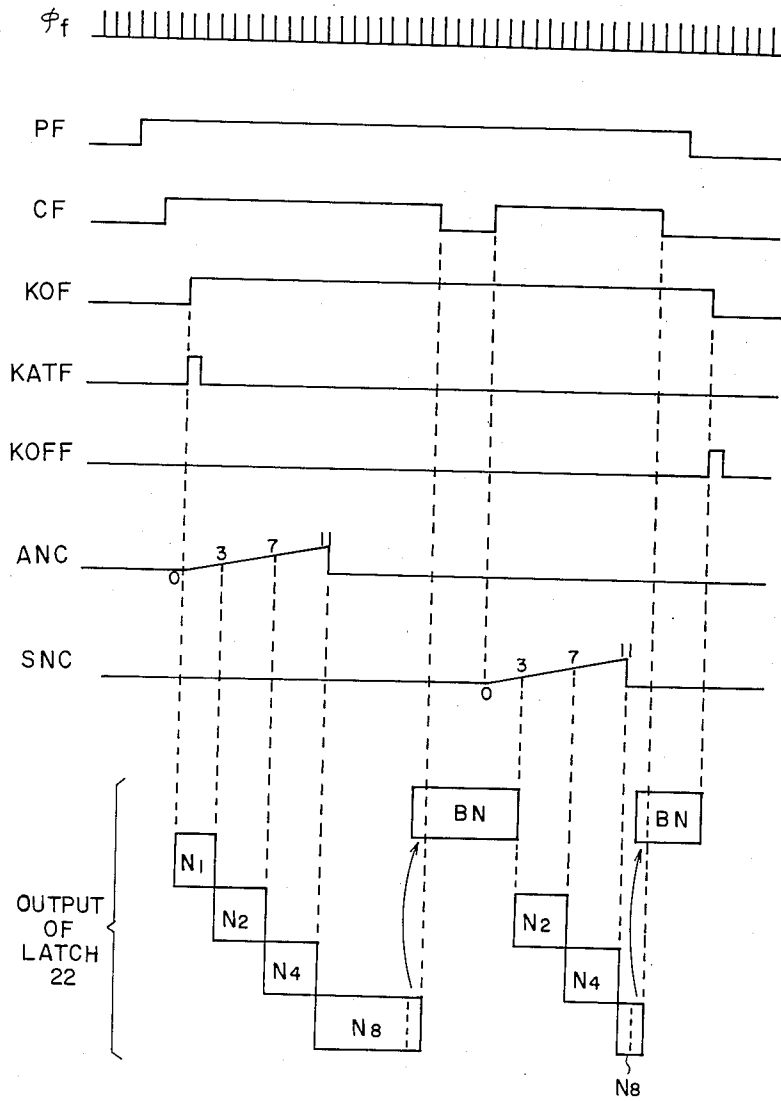 ϕf
PF
CF
KOF
KATF
KOFF
ANC
0 3 7 11
SNC
0 3 7 11
BN BN
N1
N2 N2
N4 N4
N8
N8
OUTPUT
OF
LATCH
22